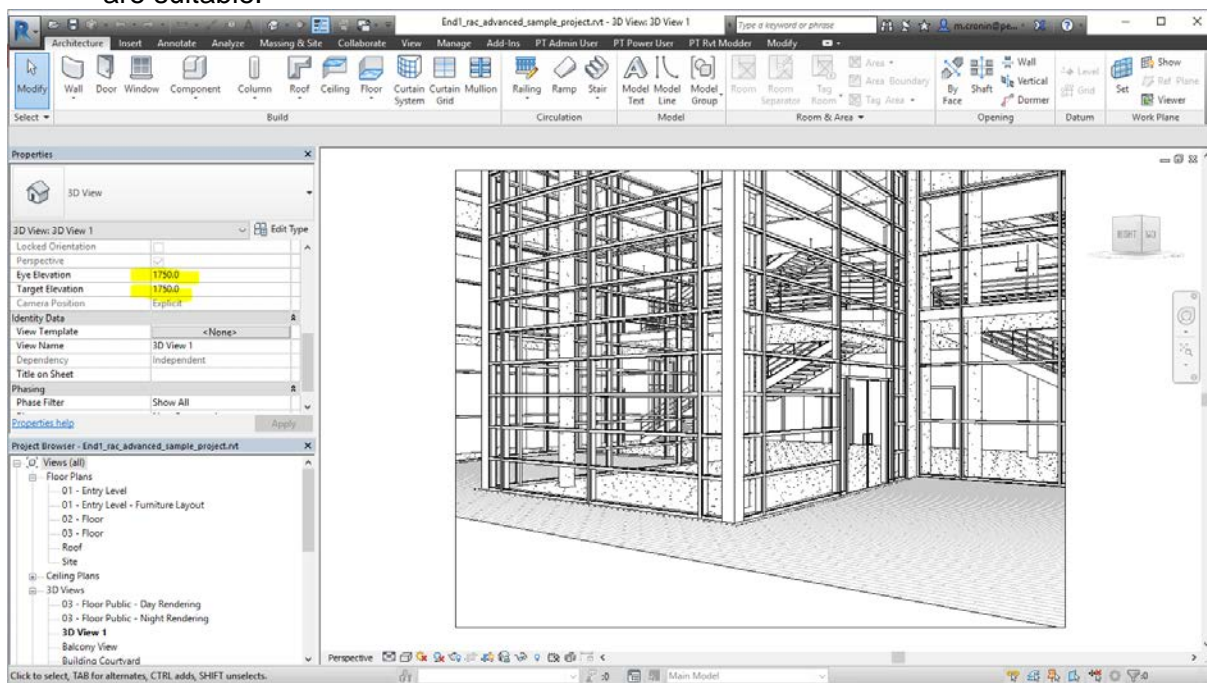 are suitable.
End1_rac_advanced_sample_project.rvt - 3D View: 3D View 1
Type a keyword or phrase
m.cronin@pe...
Architecture Insert Annotate Analyze Massing & Site Collaborate View Manage Add-Ins PT Admin User PT Power User PT Rvt Modder Modify
Modify Wall Door Window Component Column Roof Ceiling Floor Curtain System Curtain Grid Mullion Railing Ramp Stair Model Text Model Line Model Group Room Room Separator Tag Room Area Area Boundary Tag Area By Face Shaft Wall Vertical Dormer Level Grid Set Show Ref Plane Viewer
Select Build Circulation Model Room & Area Opening Datum Work Plane
Properties
3D View
3D View: 3D View 1 Edit Type
Locked Orientation
Perspective
Eye Elevation 1750.0
Target Elevation 1750.0
Camera Position Explicit
Identity Data
View Template <None>
View Name 3D View 1
Dependency Independent
Title on Sheet
Phasing
Phase Filter Show All
Properties help Apply
RIGHT
Project Browser - End1_rac_advanced_sample_project.rvt
Views (all)
Floor Plans
01 - Entry Level
01 - Entry Level - Furniture Layout
02 - Floor
03 - Floor
Roof
Site
Ceiling Plans
3D Views
03 - Floor Public - Day Rendering
03 - Floor Public - Night Rendering
3D View 1
Balcony View
Building Courtyard
Perspective
Click to select, TAB for alternates, CTRL adds, SHIFT unselects.
:0
Main Model
:0